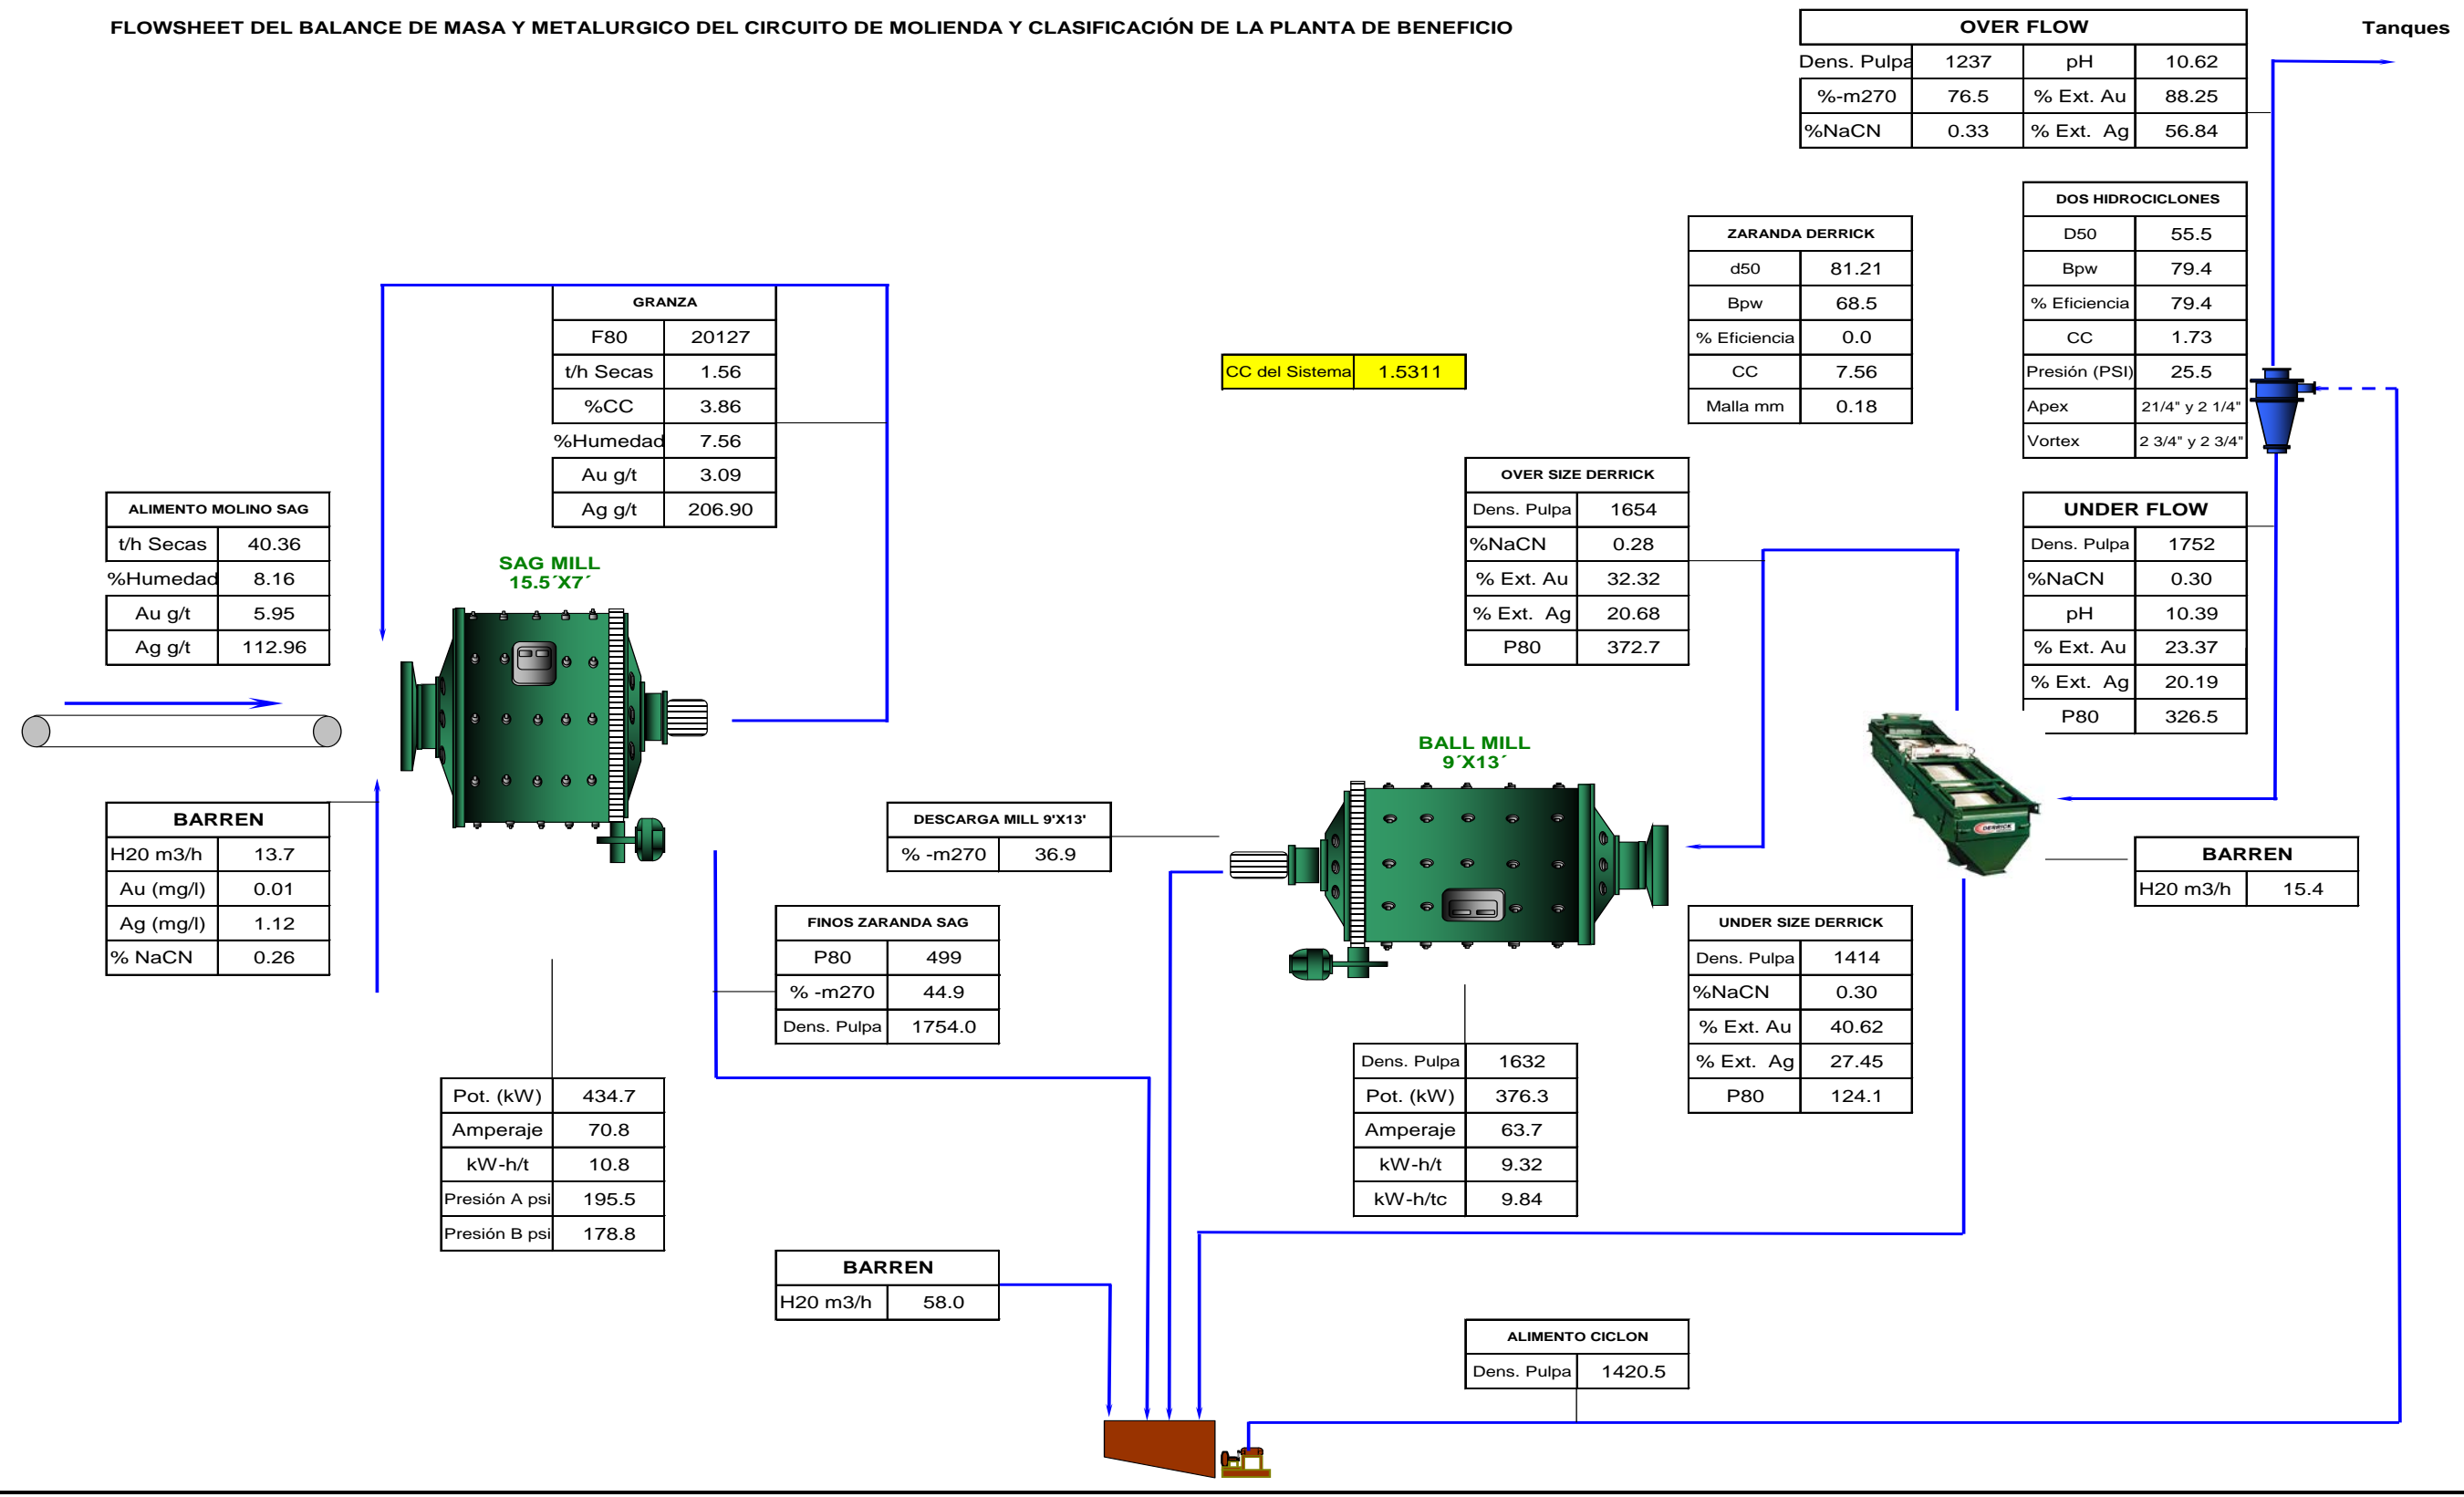 FLOWSHEET DEL BALANCE DE MASA Y METALURGICO DEL CIRCUITO DE MOLIENDA Y CLASIFICACIÓN DE LA PLANTA DE BENEFICIO
OVER FLOW
Dens. Pulpa 1237 pH 10.62
%-m270 76.5 % Ext. Au 88.25
%NaCN 0.33 % Ext. Ag 56.84
Tanques
DOS HIDROCICLONES
D50 55.5
Bpw 79.4
% Eficiencia 79.4
CC 1.73
Presión (PSI) 25.5
Apex 21/4" y 2 1/4"
Vortex 2 3/4" y 2 3/4"
ZARANDA DERRICK
d50 81.21
Bpw 68.5
% Eficiencia 0.0
CC 7.56
Malla mm 0.18
GRANZA
F80 20127
t/h Secas 1.56
%CC 3.86
%Humedad 7.56
Au g/t 3.09
Ag g/t 206.90
CC del Sistema 1.5311
OVER SIZE DERRICK
Dens. Pulpa 1654
%NaCN 0.28
% Ext. Au 32.32
% Ext. Ag 20.68
P80 372.7
UNDER FLOW
Dens. Pulpa 1752
%NaCN 0.30
pH 10.39
% Ext. Au 23.37
% Ext. Ag 20.19
P80 326.5
ALIMENTO MOLINO SAG
t/h Secas 40.36
%Humedad 8.16
Au g/t 5.95
Ag g/t 112.96
SAG MILL
15.5´X7´
BALL MILL
9´X13´
DERRICK
BARREN
H20 m3/h 13.7
Au (mg/l) 0.01
Ag (mg/l) 1.12
% NaCN 0.26
DESCARGA MILL 9'X13'
% -m270 36.9
BARREN
H20 m3/h 15.4
FINOS ZARANDA SAG
P80 499
% -m270 44.9
Dens. Pulpa 1754.0
UNDER SIZE DERRICK
Dens. Pulpa 1414
%NaCN 0.30
% Ext. Au 40.62
% Ext. Ag 27.45
P80 124.1
Pot. (kW) 434.7
Amperaje 70.8
kW-h/t 10.8
Presión A psi 195.5
Presión B psi 178.8
Dens. Pulpa 1632
Pot. (kW) 376.3
Amperaje 63.7
kW-h/t 9.32
kW-h/tc 9.84
BARREN
H20 m3/h 58.0
ALIMENTO CICLON
Dens. Pulpa 1420.5